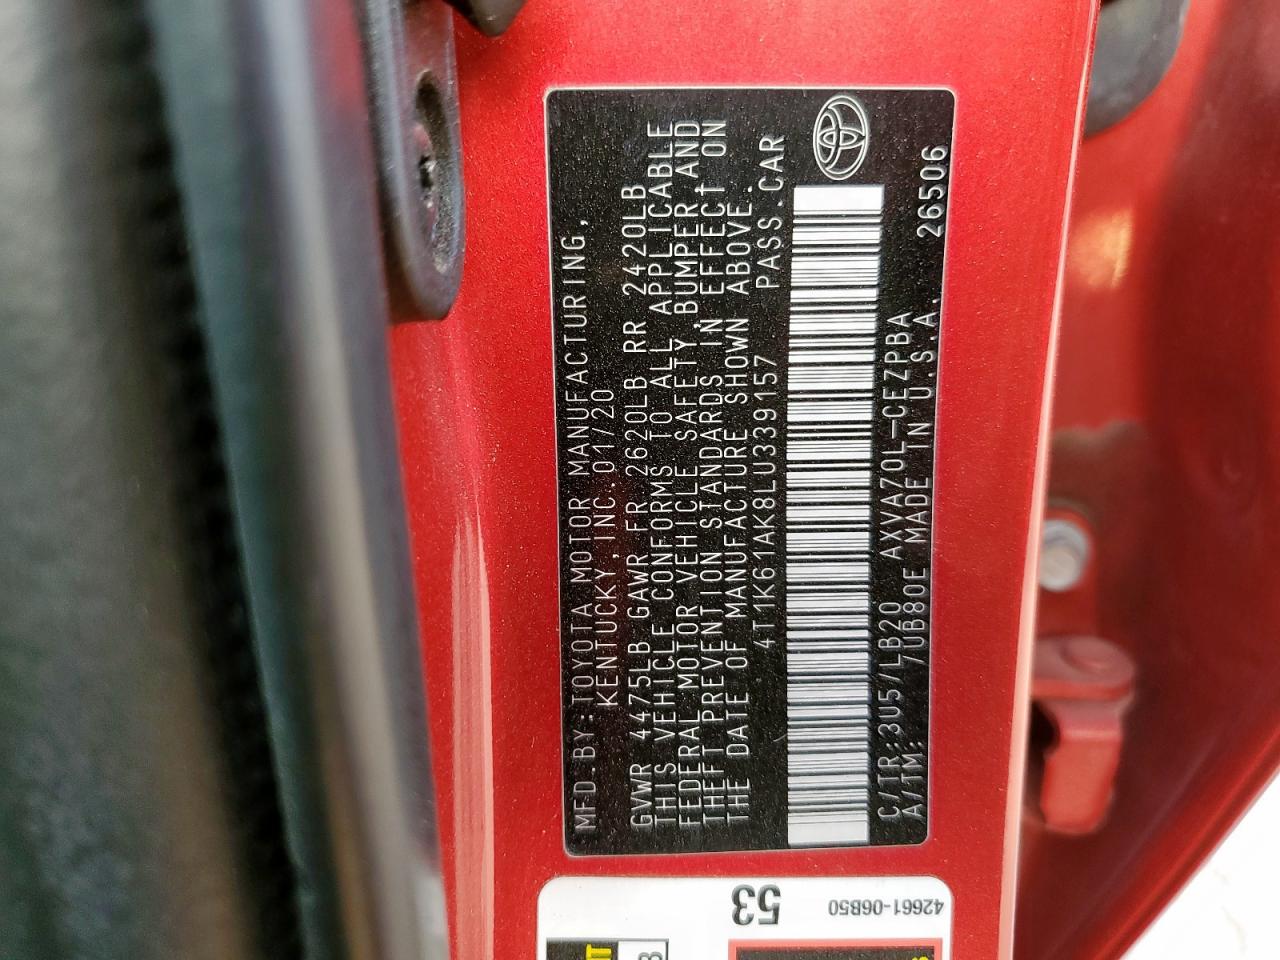 MFD.BY:TOYOTA MOTOR MANUFACTURING,
KENTUCKY,INC.01/20
GVWR 4475LB GAWR FR 2620LB RR 2420LB
THIS VEHICLE CONFORMS TO ALL APPLICABLE
FEDERAL MOTOR VEHICLE SAFETY,BUMPER,AND
THEFT PREVENTION STANDARDS IN EFFECT ON
THE DATE OF MANUFACTURE SHOWN ABOVE.
4T1K61AK8LU339157 PASS.CAR
C/TR:3U5/LB20 AXVA70L-CEZPBA
A/TM: /UB80E MADE IN U.S.A. 26506
53
42661-06B50